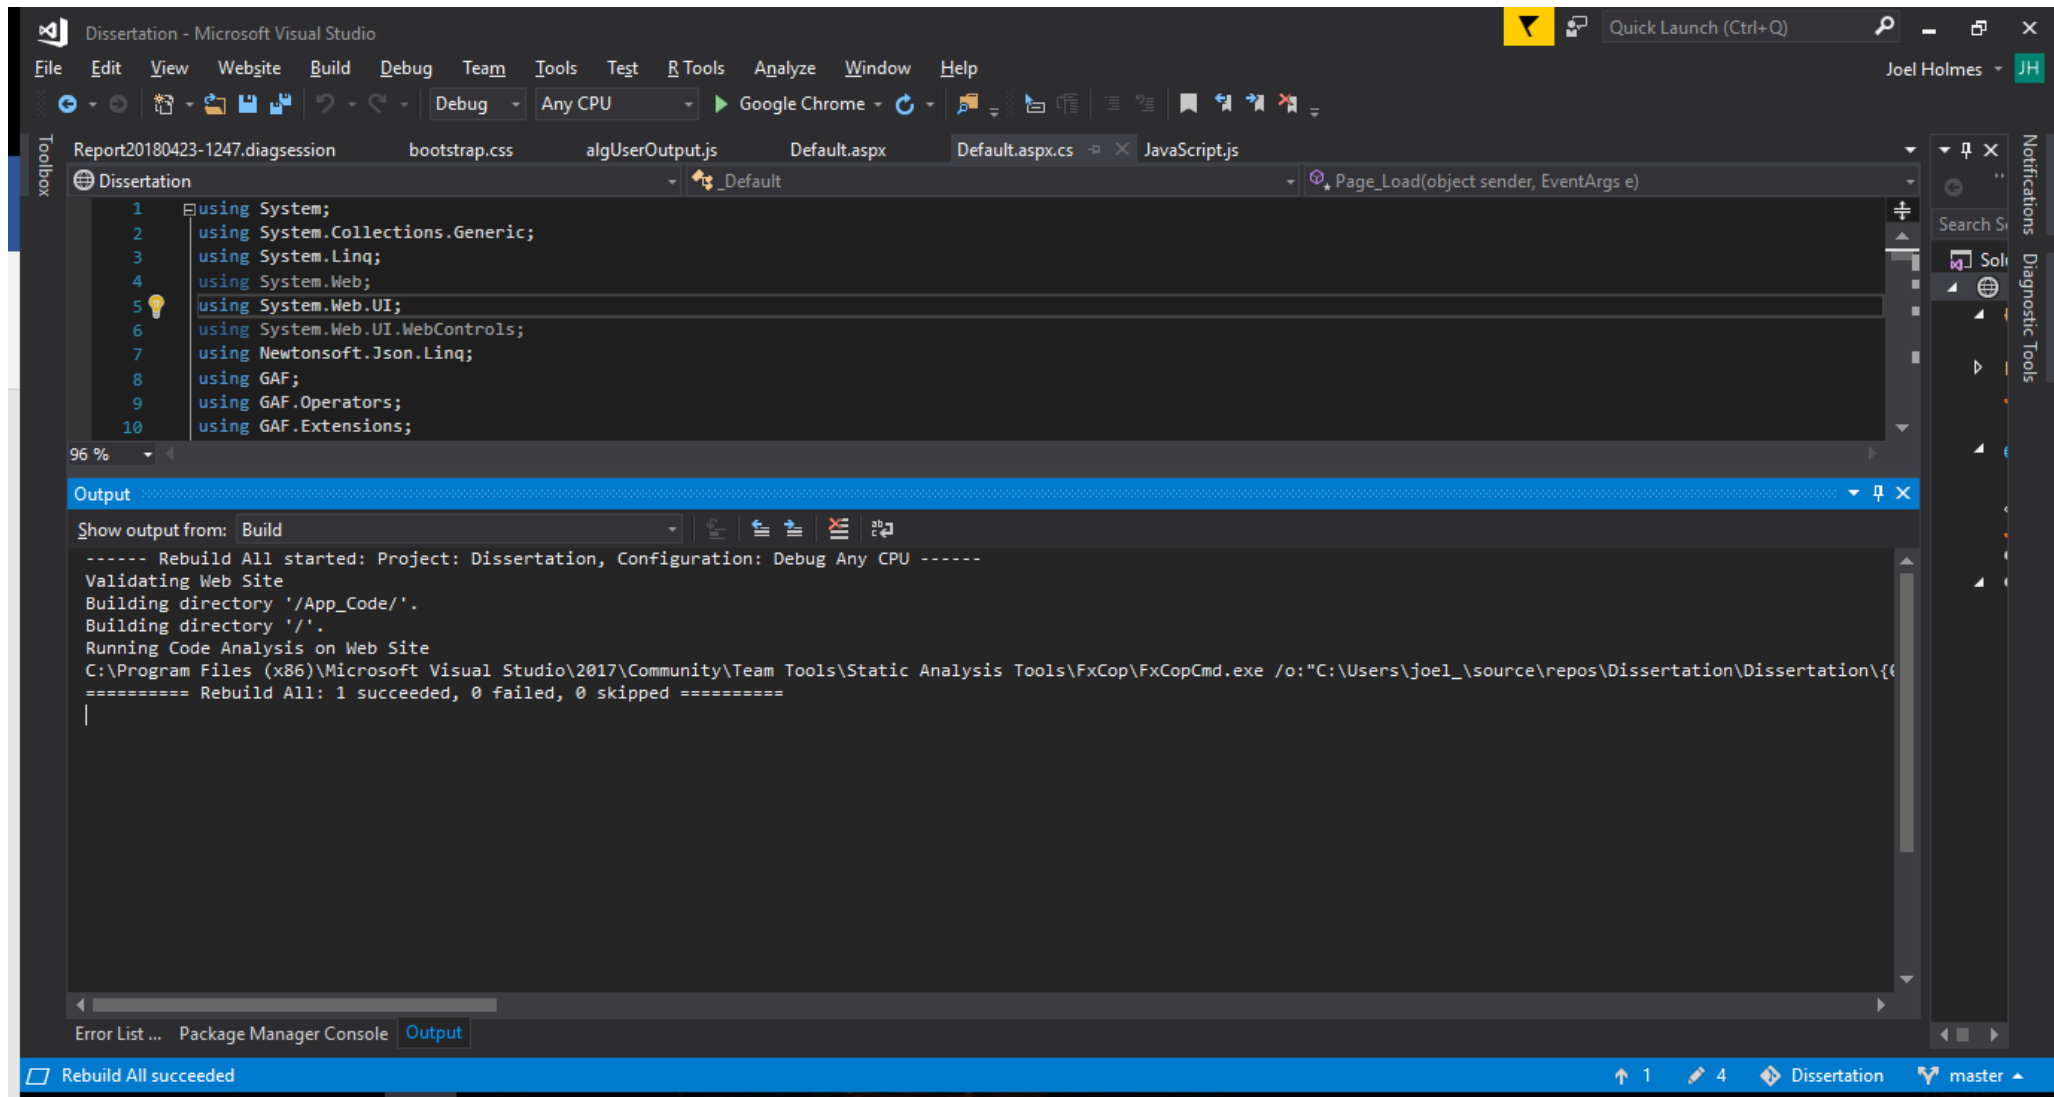 Dissertation - Microsoft Visual Studio
Quick Launch (Ctrl+Q)
File Edit View Website Build Debug Team Tools Test R Tools Analyze Window Help
Joel Holmes JH
Debug Any CPU Google Chrome
Toolbox
Report20180423-1247.diagsession bootstrap.css algUserOutput.js Default.aspx Default.aspx.cs JavaScript.js
Dissertation _Default Page_Load(object sender, EventArgs e)
1 using System;
2 using System.Collections.Generic;
3 using System.Linq;
4 using System.Web;
5 using System.Web.UI;
6 using System.Web.UI.WebControls;
7 using Newtonsoft.Json.Linq;
8 using GAF;
9 using GAF.Operators;
10 using GAF.Extensions;
96 %
Search S
Solu
Notifications
Diagnostic Tools
Output
Show output from: Build
------ Rebuild All started: Project: Dissertation, Configuration: Debug Any CPU ------
Validating Web Site
Building directory '/App_Code/'.
Building directory '/'.
Running Code Analysis on Web Site
C:\Program Files (x86)\Microsoft Visual Studio\2017\Community\Team Tools\Static Analysis Tools\FxCop\FxCopCmd.exe /o:"C:\Users\joel_\source\repos\Dissertation\Dissertation\{
========== Rebuild All: 1 succeeded, 0 failed, 0 skipped ==========
Error List ... Package Manager Console Output
Rebuild All succeeded
1 4 Dissertation master